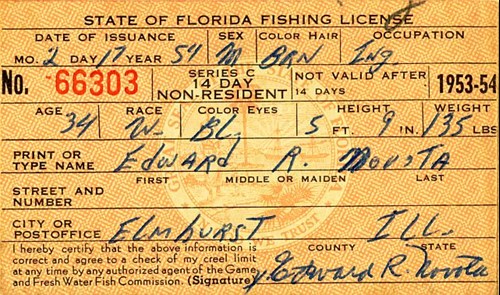 STATE OF FLORIDA FISHING LICENSE
DATE OF ISSUANCE SEX COLOR HAIR OCCUPATION
MO. 2 DAY 17 YEAR 54 M BRN Ing.
No. 66303 SERIES C 14 DAY NON-RESIDENT NOT VALID AFTER 14 DAYS 1953-54
AGE RACE COLOR EYES HEIGHT WEIGHT
34 W. BL. 5 FT. 9 IN. 135 LBS
PRINT OR TYPE NAME Edward R. Novota
FIRST MIDDLE OR MAIDEN LAST
STREET AND NUMBER
CITY OR POSTOFFICE Elmhurst ILL.
COUNTY STATE
I hereby certify that the above information is
correct and agree to a check of my creel limit
at any time by any authorized agent of the Game
and Fresh Water Fish Commission. (Signature) Edward R. Novota